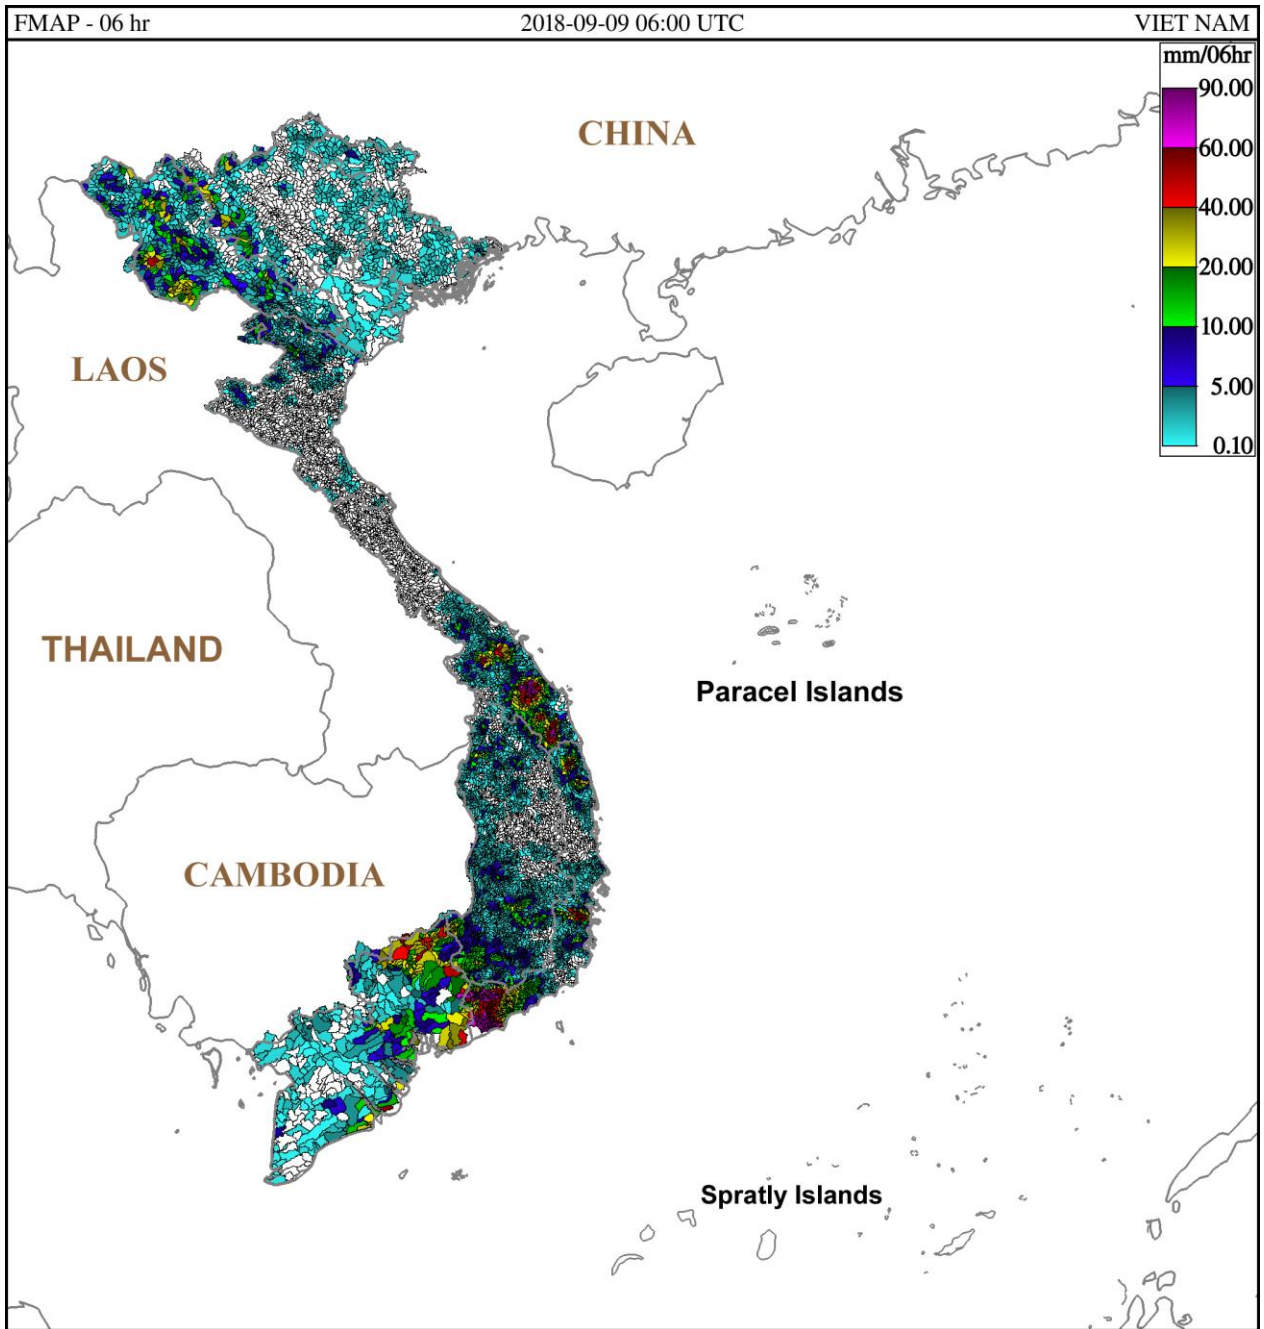 FMAP - 06 hr 2018-09-09 06:00 UTC VIET NAM
mm/06hr
90.00
60.00
40.00
20.00
10.00
5.00
0.10
CHINA
LAOS
THAILAND
Paracel Islands
CAMBODIA
Spratly Islands